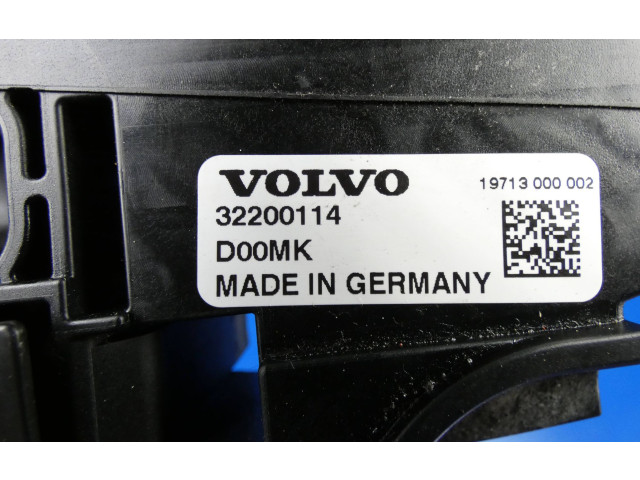 VOLVO
19713 000 002
32200114
D00MK
MADE IN GERMANY